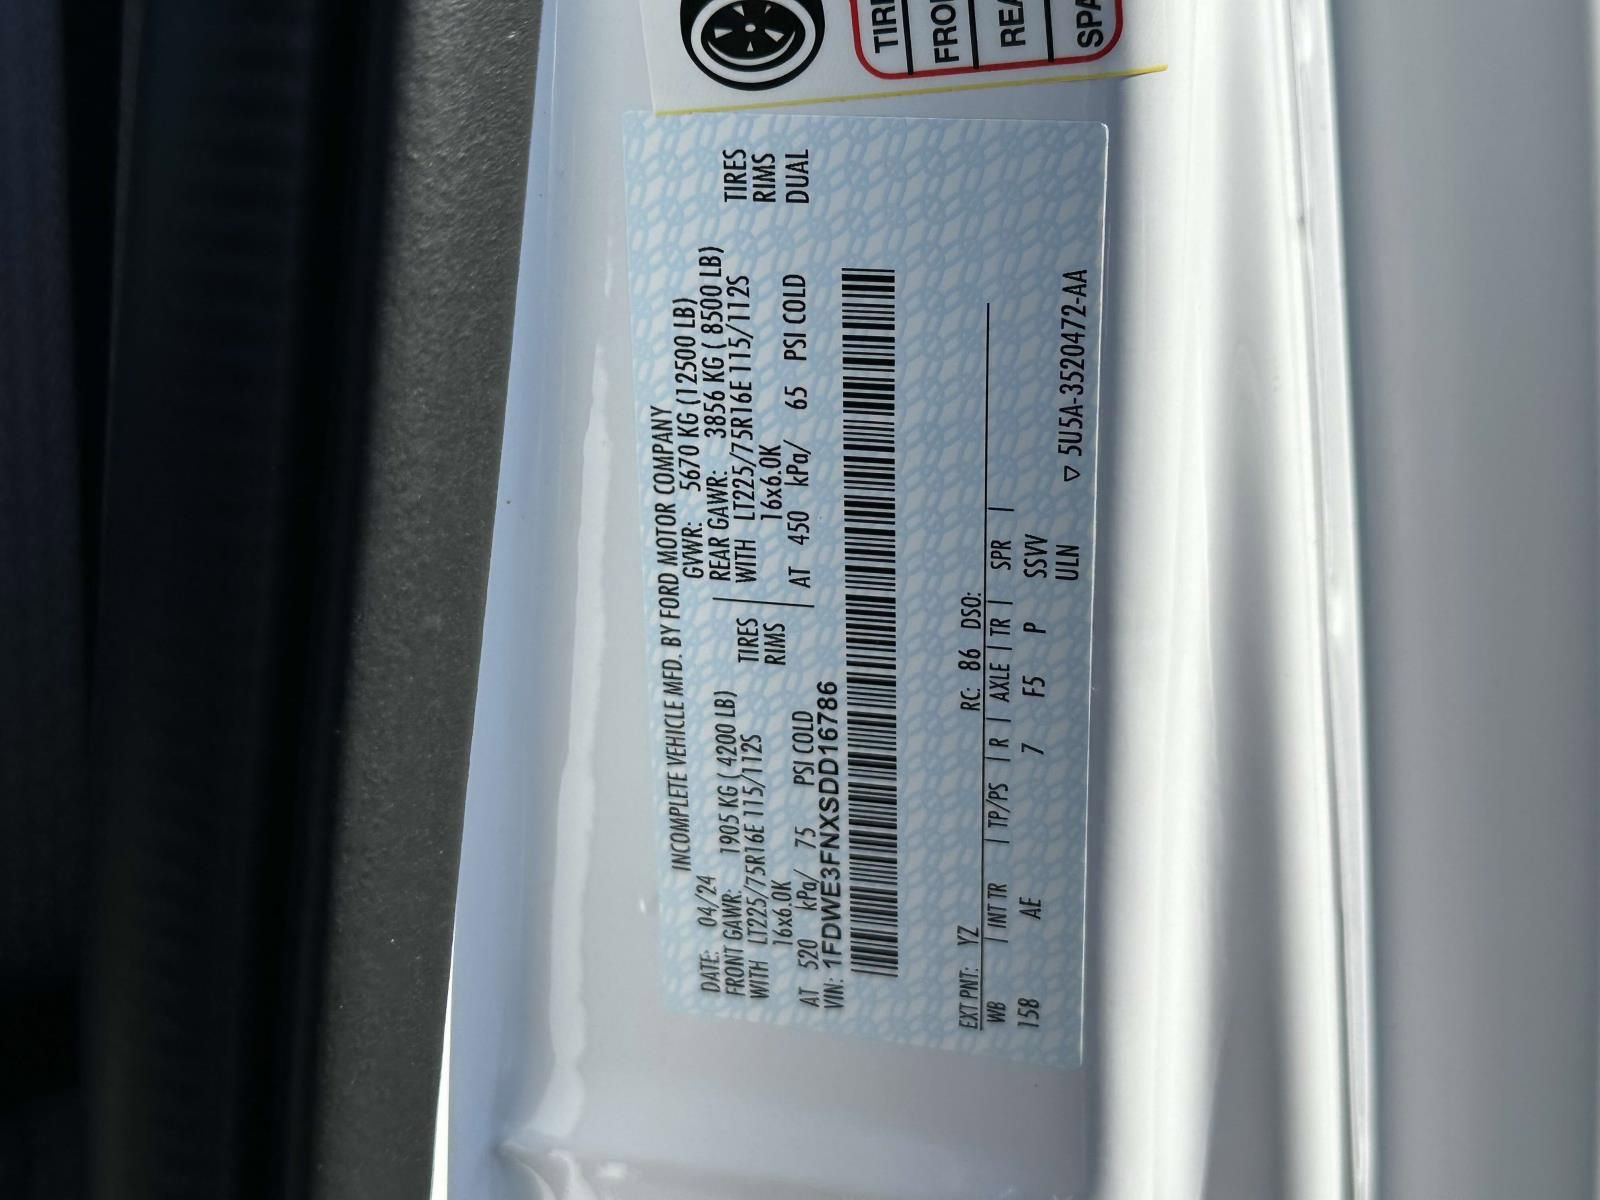 TIRE
FRO
REA
SPA
INCOMPLETE VEHICLE MFD. BY FORD MOTOR COMPANY
DATE: 04/24 GVWR: 5670 KG (12500 LB)
FRONT GAWR: 1905 KG ( 4200 LB) REAR GAWR: 3856 KG ( 8500 LB)
WITH LT225/75R16E 115/112S TIRES WITH LT225/75R16E 115/112S TIRES
16x6.0K RIMS 16x6.0K RIMS
AT 520 kPa/ 75 PSI COLD AT 450 kPa/ 65 PSI COLD DUAL
VIN: 1FDWE3FNXSDD16786
EXT PNT: YZ RC: 86 DSO:
WB | INT TR | TP/PS | R | AXLE | TR | SPR |
158 AE 7 F5 P SSVV
ULN ▽ 5U5A-3520472-AA